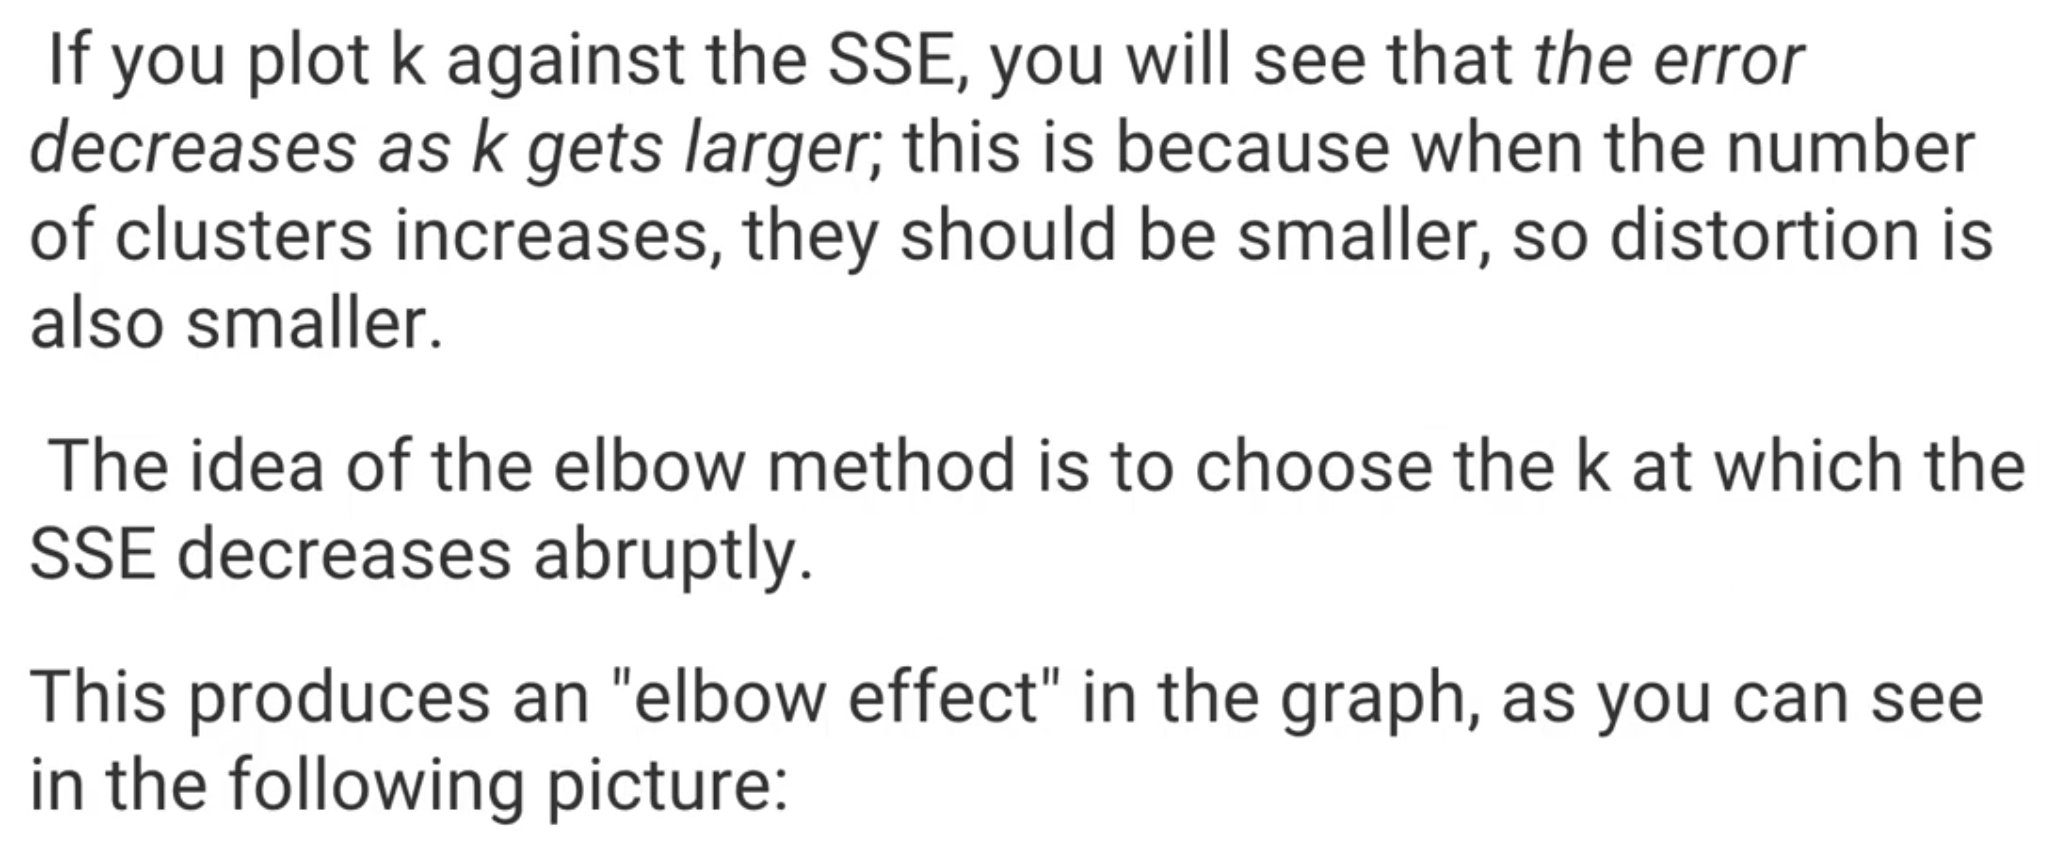 If you plot k against the SSE, you will see that the error
decreases as k gets larger; this is because when the number
of clusters increases, they should be smaller, so distortion is
also smaller.
The idea of the elbow method is to choose the k at which the
SSE decreases abruptly.
This produces an "elbow effect" in the graph, as you can see
in the following picture: